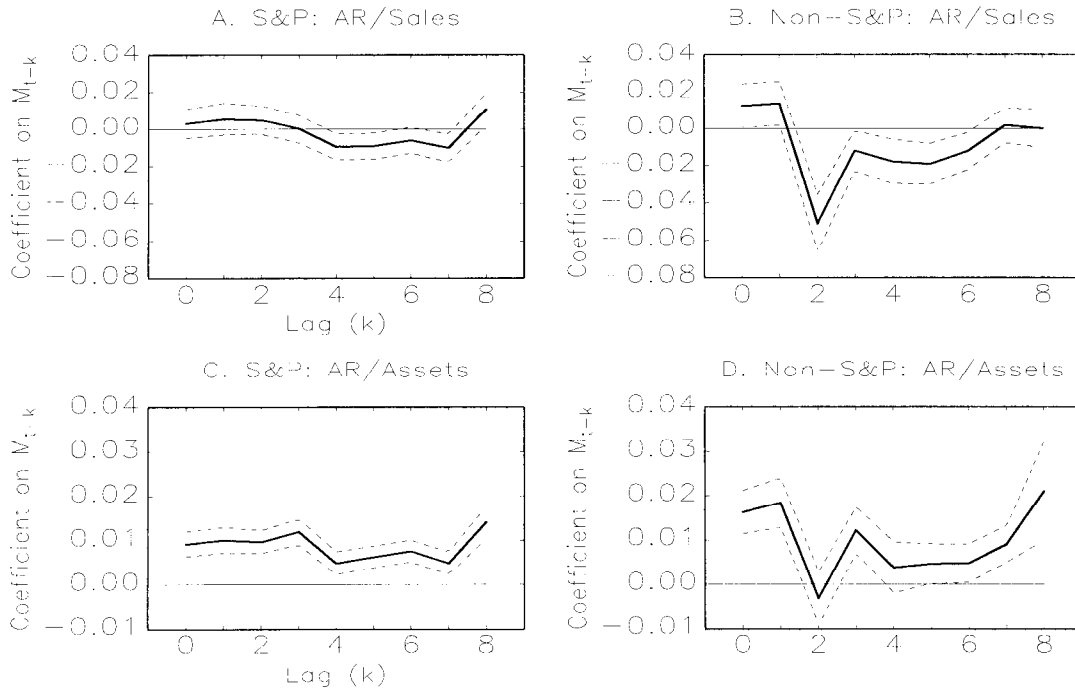 A. S&P: AR/Sales
Coefficient on M_{t-k}
0.04
0.02
0.00
-0.02
-0.04
-0.06
-0.08
0 2 4 6 8
Lag (k)
B. Non-S&P: AR/Sales
Coefficient on M_{t-k}
0.04
0.02
0.00
-0.02
-0.04
-0.06
-0.08
0 2 4 6 8
C. S&P: AR/Assets
Coefficient on M_{t-k}
0.04
0.03
0.02
0.01
0.00
-0.01
0 2 4 6 8
Lag (k)
D. Non-S&P: AR/Assets
Coefficient on M_{t-k}
0.04
0.03
0.02
0.01
0.00
-0.01
0 2 4 6 8